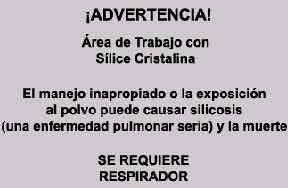 ¡ADVERTENCIA!
Área de Trabajo con
Sílice Cristalina
El manejo inapropiado o la exposición
al polvo puede causar silicosis
(una enfermedad pulmonar seria) y la muerte
SE REQUIERE
RESPIRADOR